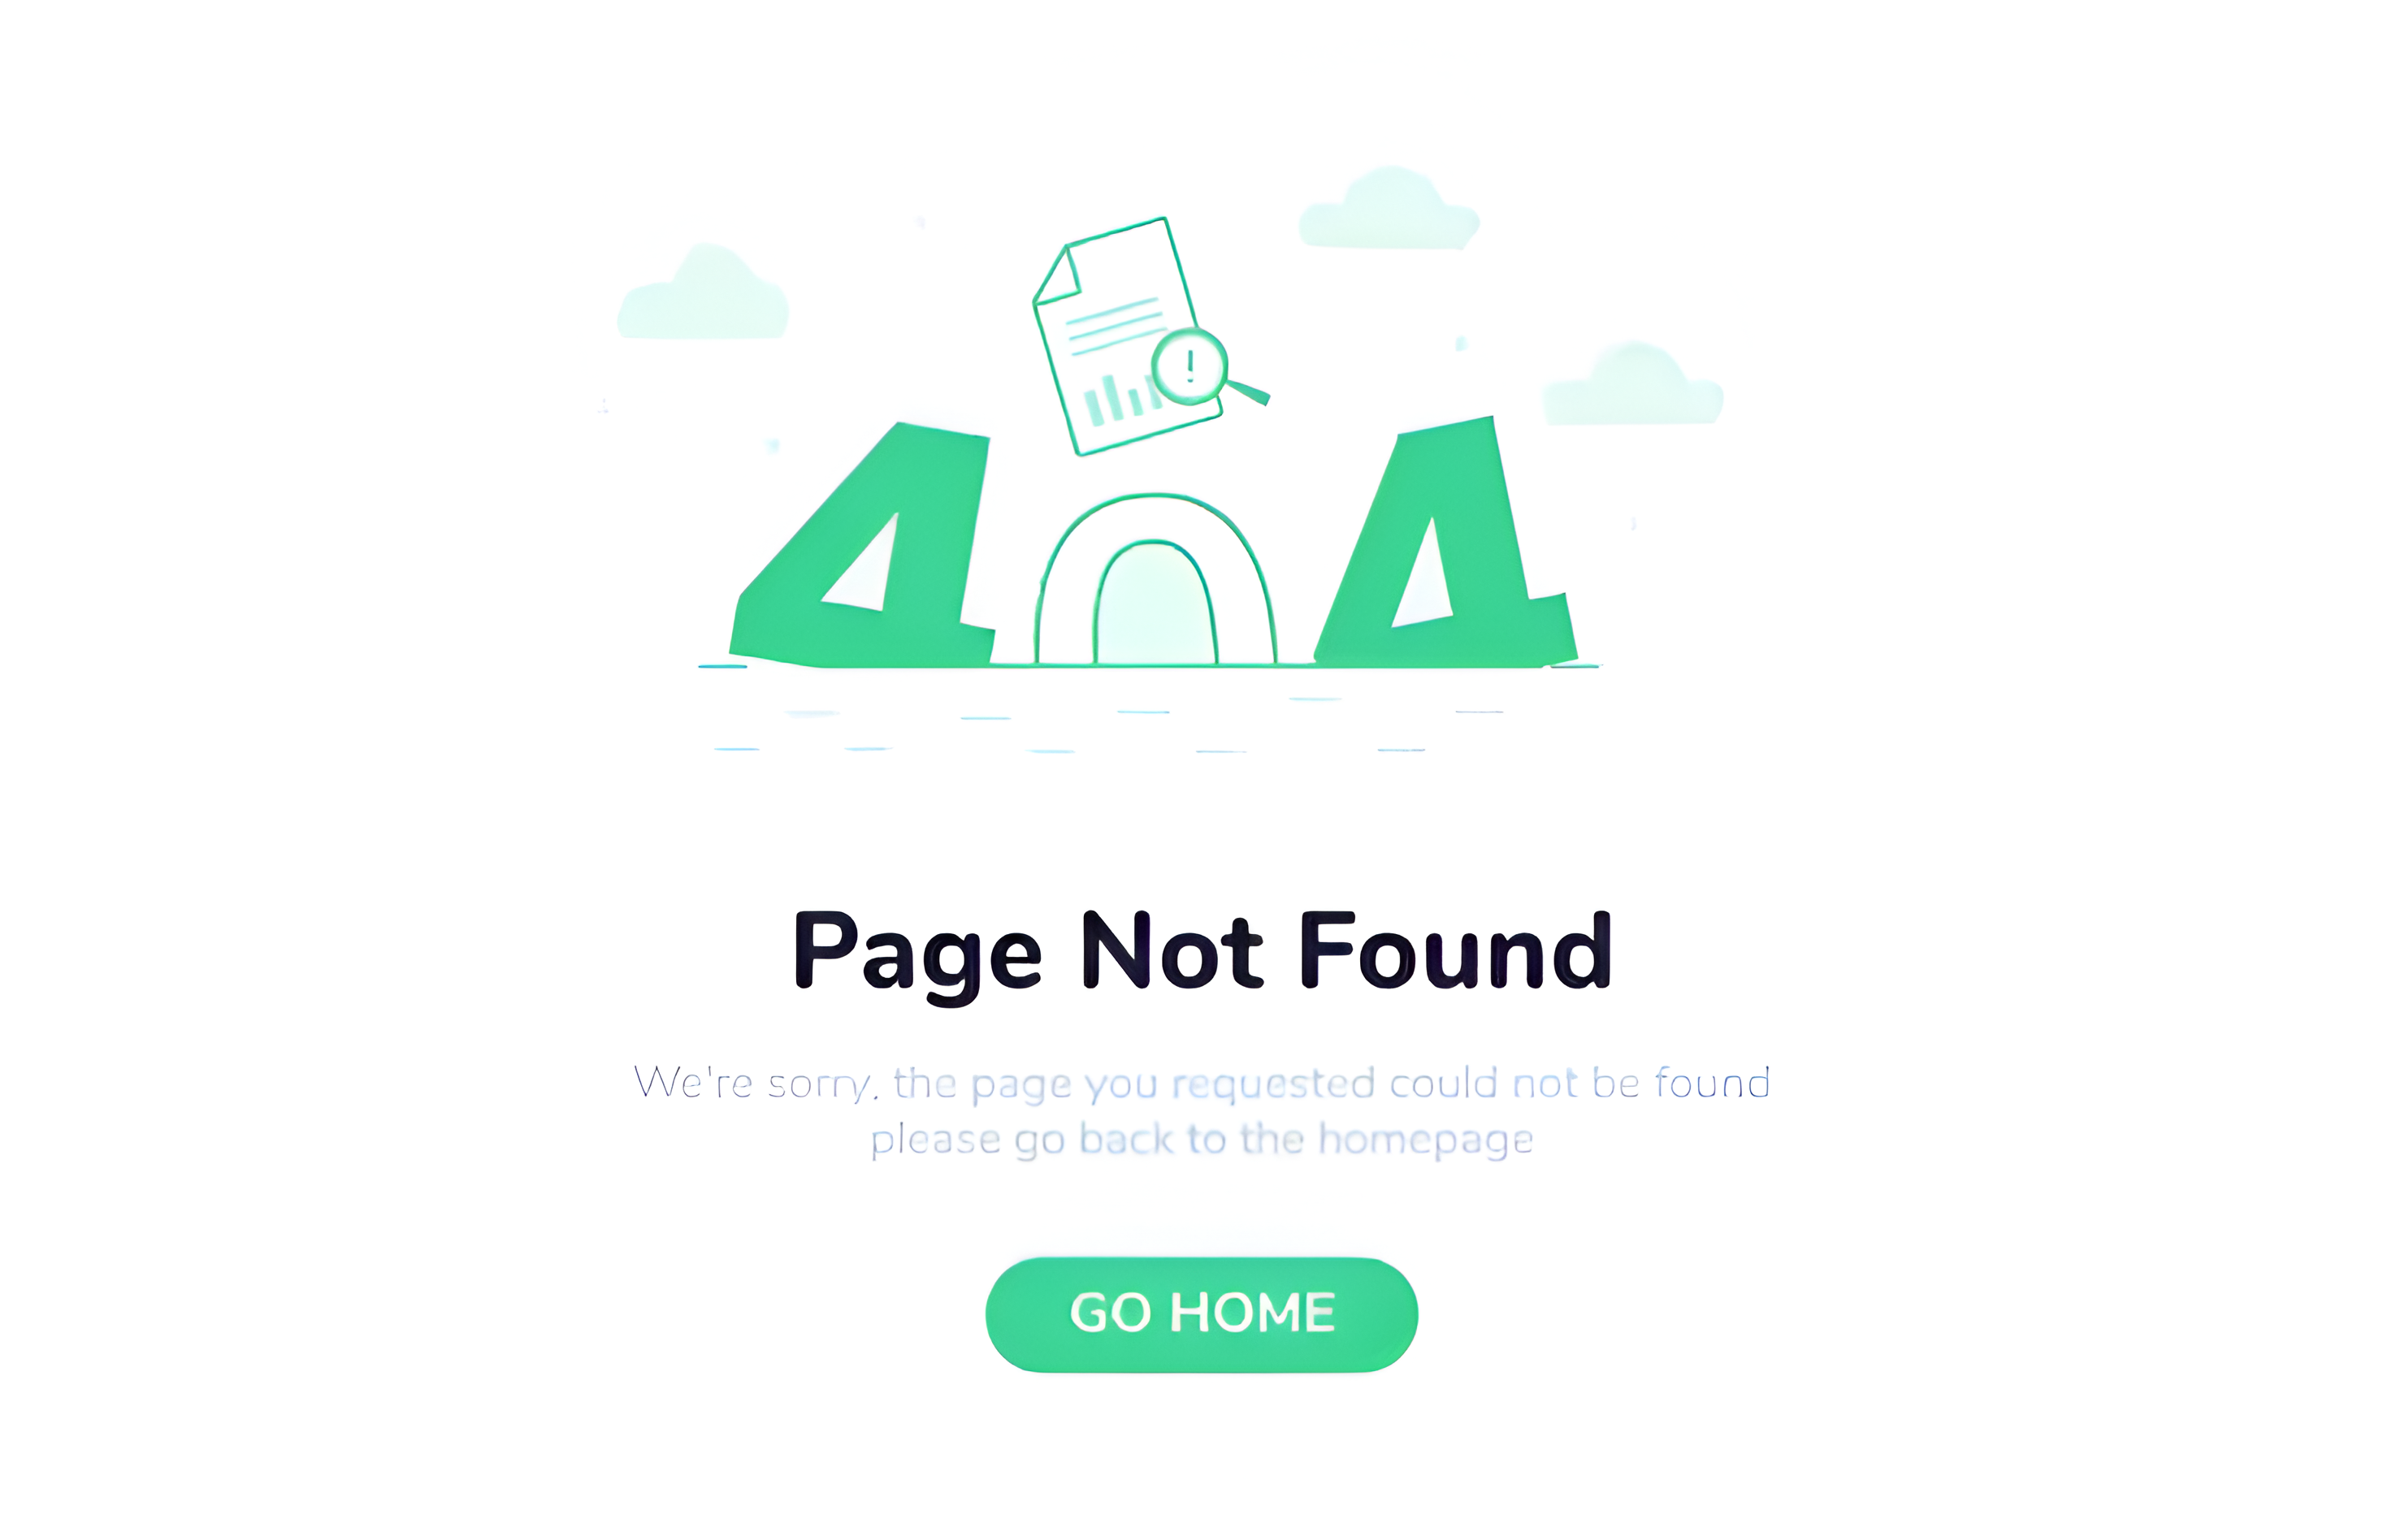 404
Page Not Found
We're sorry, the page you requested could not be found
please go back to the homepage
GO HOME